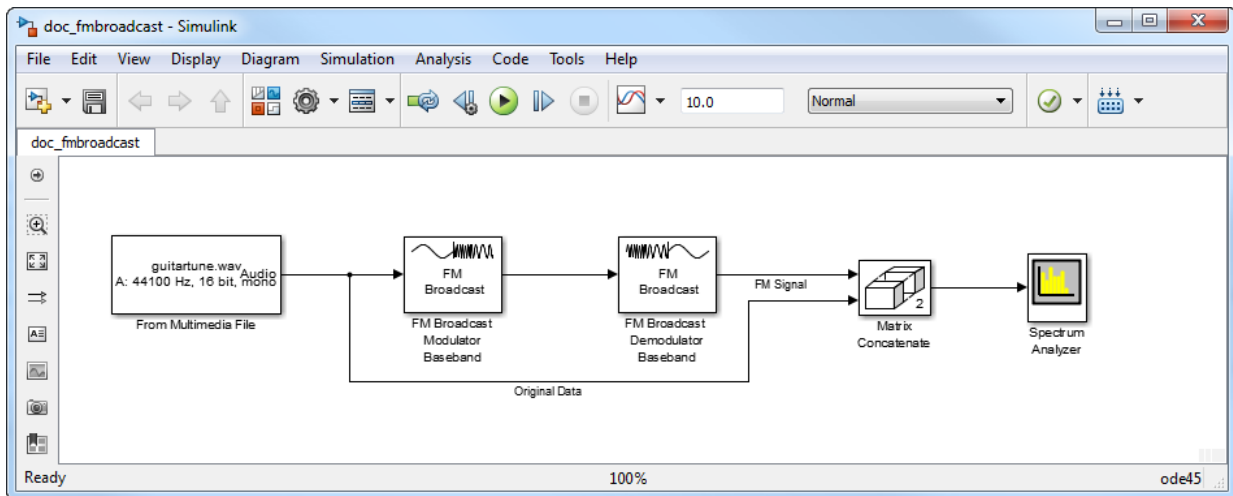 doc_fmbroadcast - Simulink
File Edit View Display Diagram Simulation Analysis Code Tools Help
10.0 Normal
doc_fmbroadcast
guitartune.wav
A: 44100 Hz, 16 bit, mono
Audio
From Multimedia File
FM
Broadcast
FM Broadcast
Modulator
Baseband
FM
Broadcast
FM Broadcast
Demodulator
Baseband
FM Signal
2
Matrix
Concatenate
Spectrum
Analyzer
Original Data
Ready 100% ode45